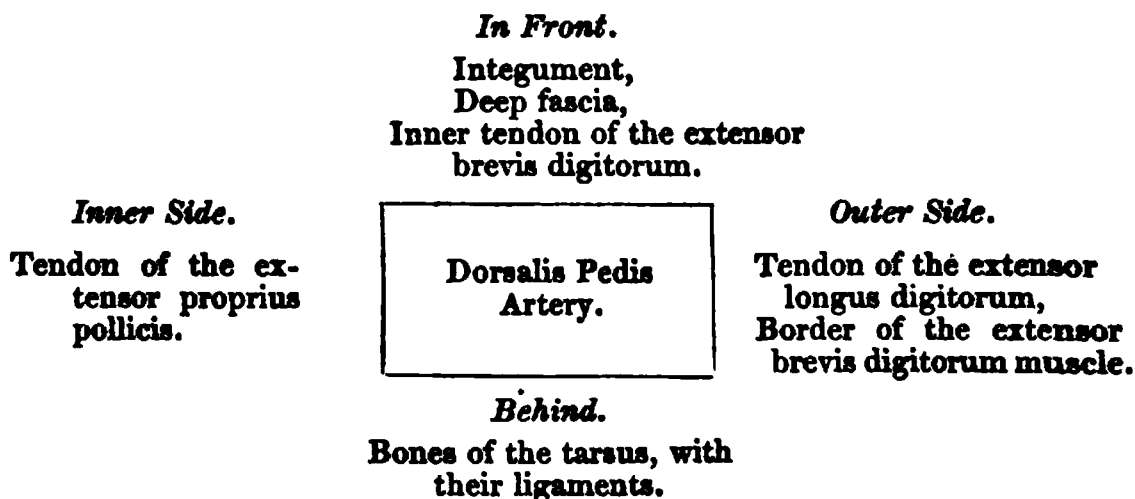 In Front.
Integument,
Deep fascia,
Inner tendon of the extensor
brevis digitorum.
Inner Side.
Tendon of the ex-
tensor proprius
pollicis.
Dorsalis Pedis
Artery.
Outer Side.
Tendon of the extensor
longus digitorum,
Border of the extensor
brevis digitorum muscle.
Behind.
Bones of the tarsus, with
their ligaments.